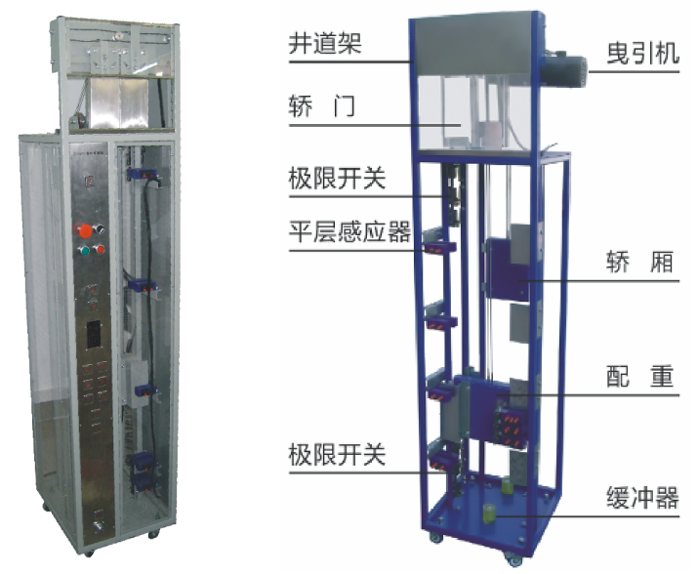 井道架
曳引机
轿 门
极限开关
平层感应器
轿 厢
配 重
极限开关
缓冲器